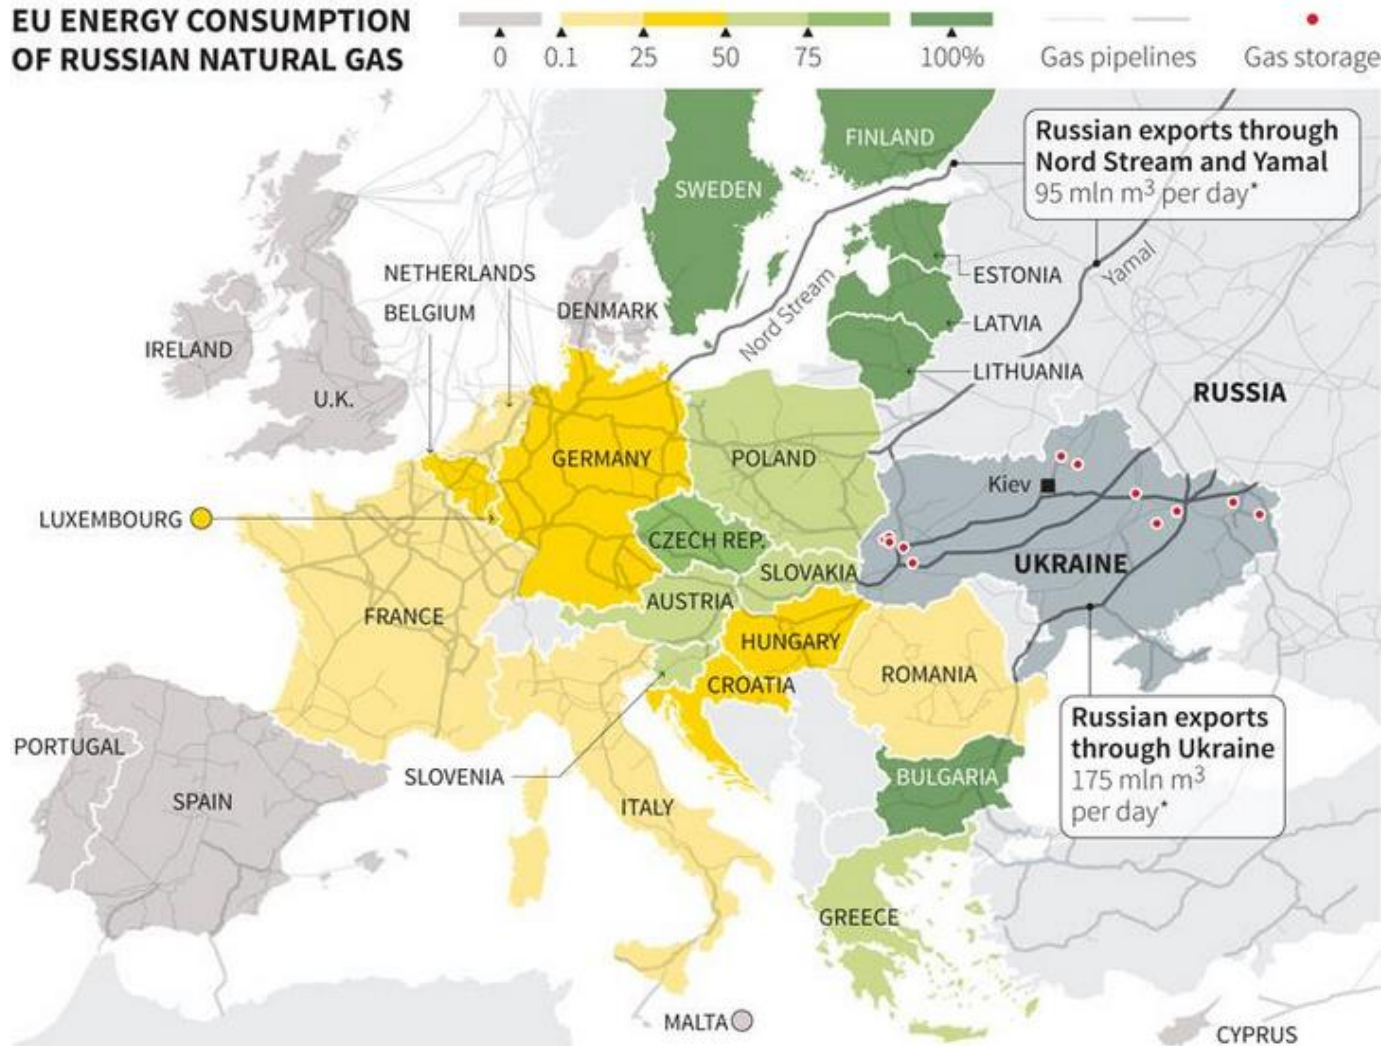 EU ENERGY CONSUMPTION
OF RUSSIAN NATURAL GAS
0 0.1 25 50 75 100%
Gas pipelines
Gas storage
FINLAND
Russian exports through
Nord Stream and Yamal
95 mln m³ per day*
SWEDEN
NETHERLANDS
BELGIUM
DENMARK
Nord Stream
Yamal
ESTONIA
LATVIA
LITHUANIA
IRELAND
U.K.
RUSSIA
GERMANY
POLAND
Kiev
LUXEMBOURG
CZECH REP.
SLOVAKIA
UKRAINE
AUSTRIA
FRANCE
HUNGARY
ROMANIA
CROATIA
Russian exports
through Ukraine
175 mln m³
per day*
PORTUGAL
SLOVENIA
BULGARIA
SPAIN
ITALY
GREECE
MALTA
CYPRUS